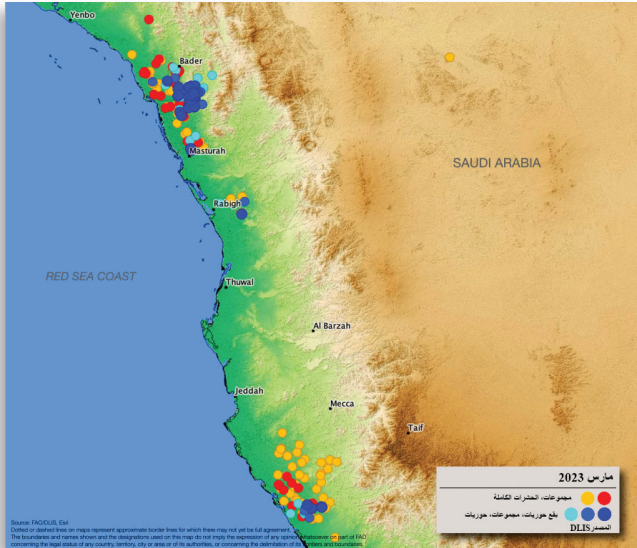 Yenbo
Bader
SAUDI ARABIA
Masturah
Rabigh
RED SEA COAST
Thuwal
Al Barzah
Jeddah
Mecca
Taif
مارس 2023
مجموعات، الحشرات الكاملة
بقع حوريات، مجموعات، حوريات
المصدر DLIS
Source: FAO/DLIS, Esri
Dotted or dashed lines on maps represent approximate border lines for which there may not yet be full agreement.
The boundaries and names shown and the designations used on this map do not imply the expression of any opinion whatsoever on part of FAO
concerning the legal status of any country, territory, city or area or of its authorities, or concerning the delimitation of its frontiers and boundaries.